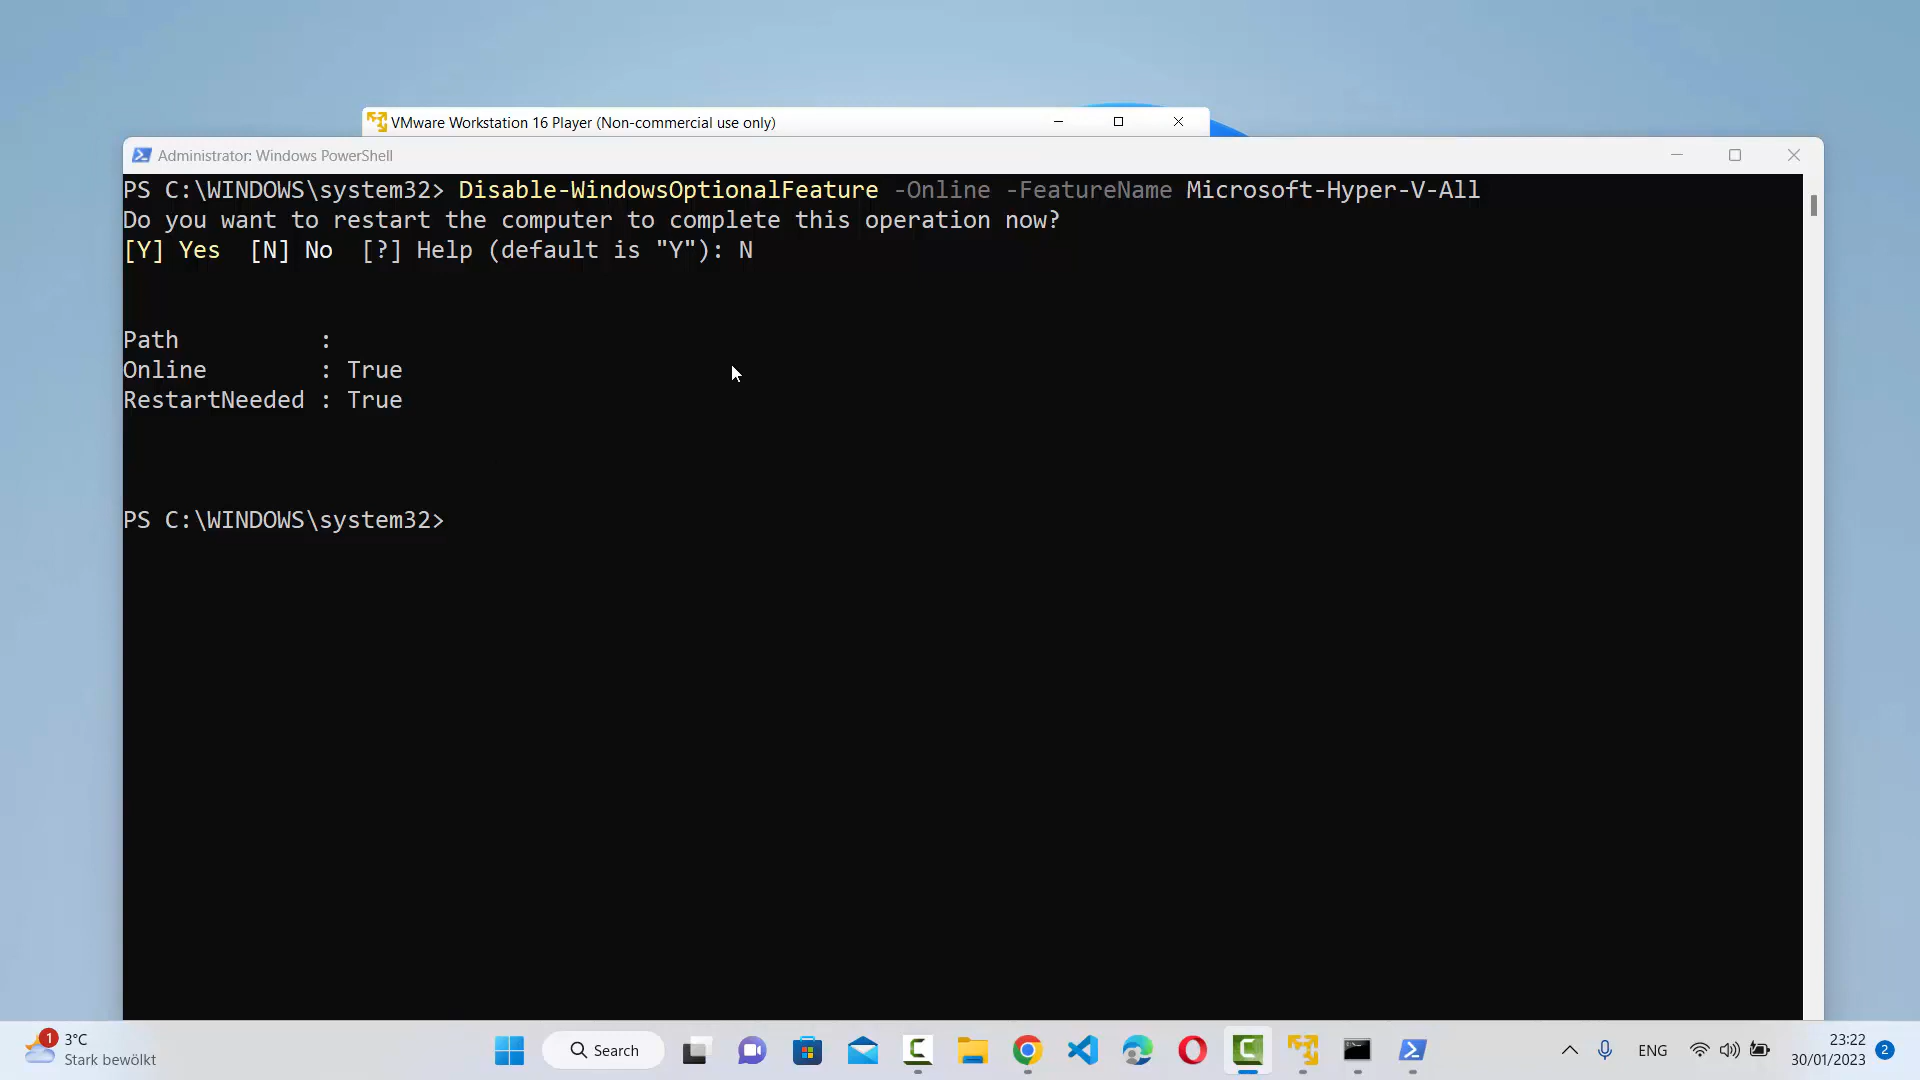 VMware Workstation 16 Player (Non-commercial use only)
Administrator: Windows PowerShell
PS C:\WINDOWS\system32> Disable-WindowsOptionalFeature -Online -FeatureName Microsoft-Hyper-V-All
Do you want to restart the computer to complete this operation now?
[Y] Yes  [N] No  [?] Help (default is "Y"): N
Path          :
Online        : True
RestartNeeded : True
PS C:\WINDOWS\system32>
1
3°C
Stark bewölkt
Search
ENG
23:22
30/01/2023
2